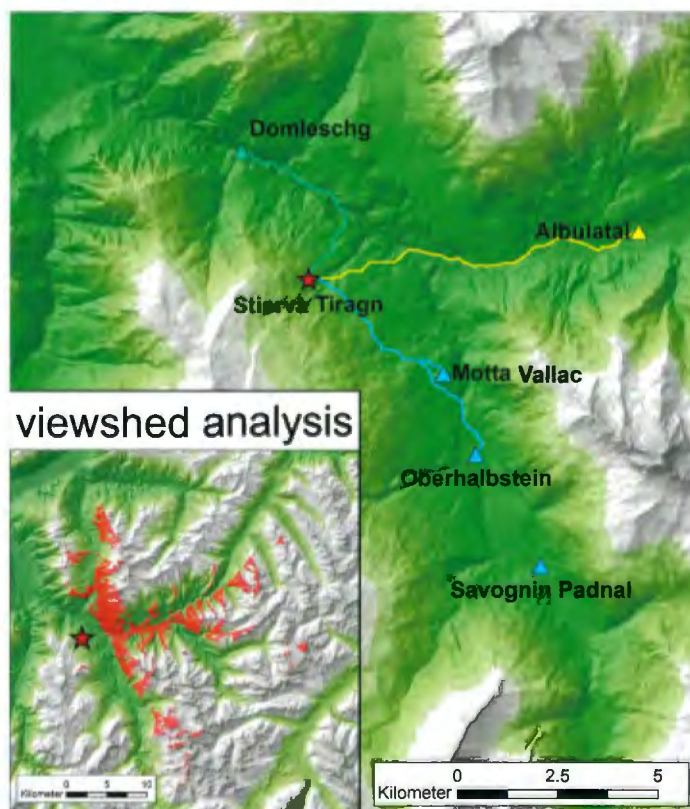 Domleschg
Albulatal
Stierva Tiragn
Motta Vallac
viewshed analysis
Oberhalbstein
Savognin Padnal
0 5 10
Kilometer
0 2.5 5
Kilometer